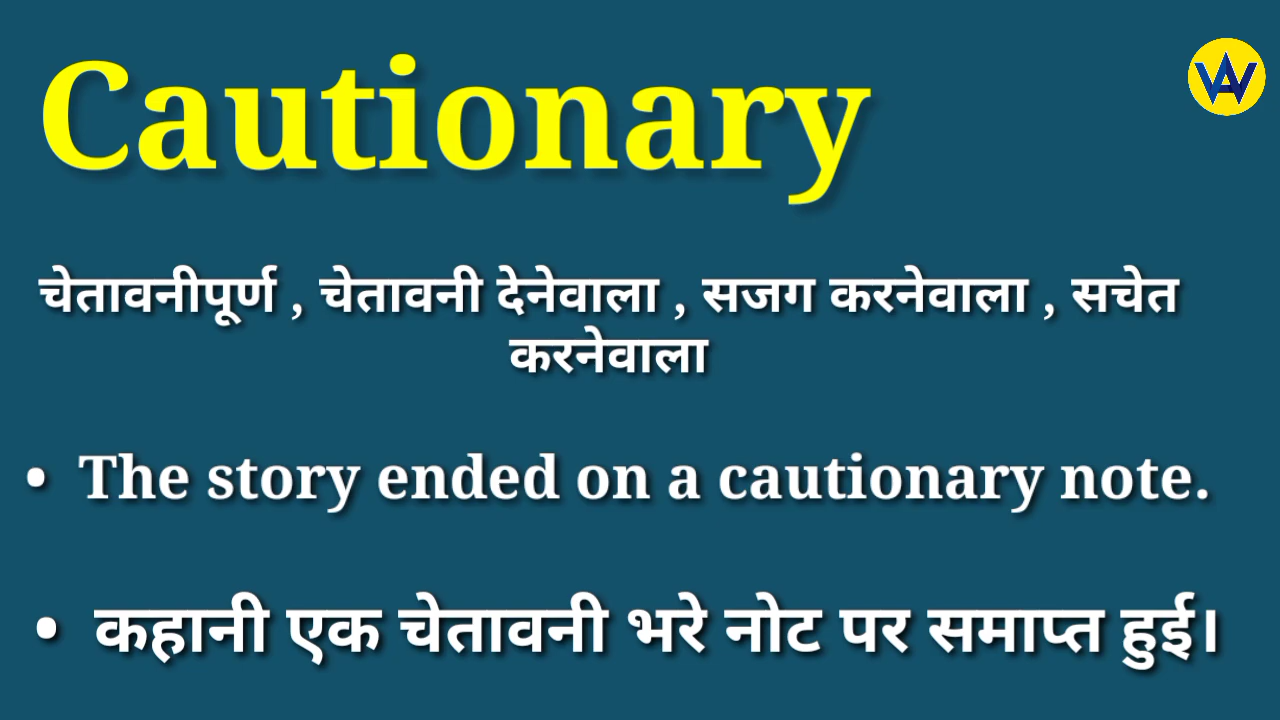 Cautionary
चेतावनीपूर्ण , चेतावनी देनेवाला , सजग करनेवाला , सचेत
करनेवाला
• The story ended on a cautionary note.
• कहानी एक चेतावनी भरे नोट पर समाप्त हुई।